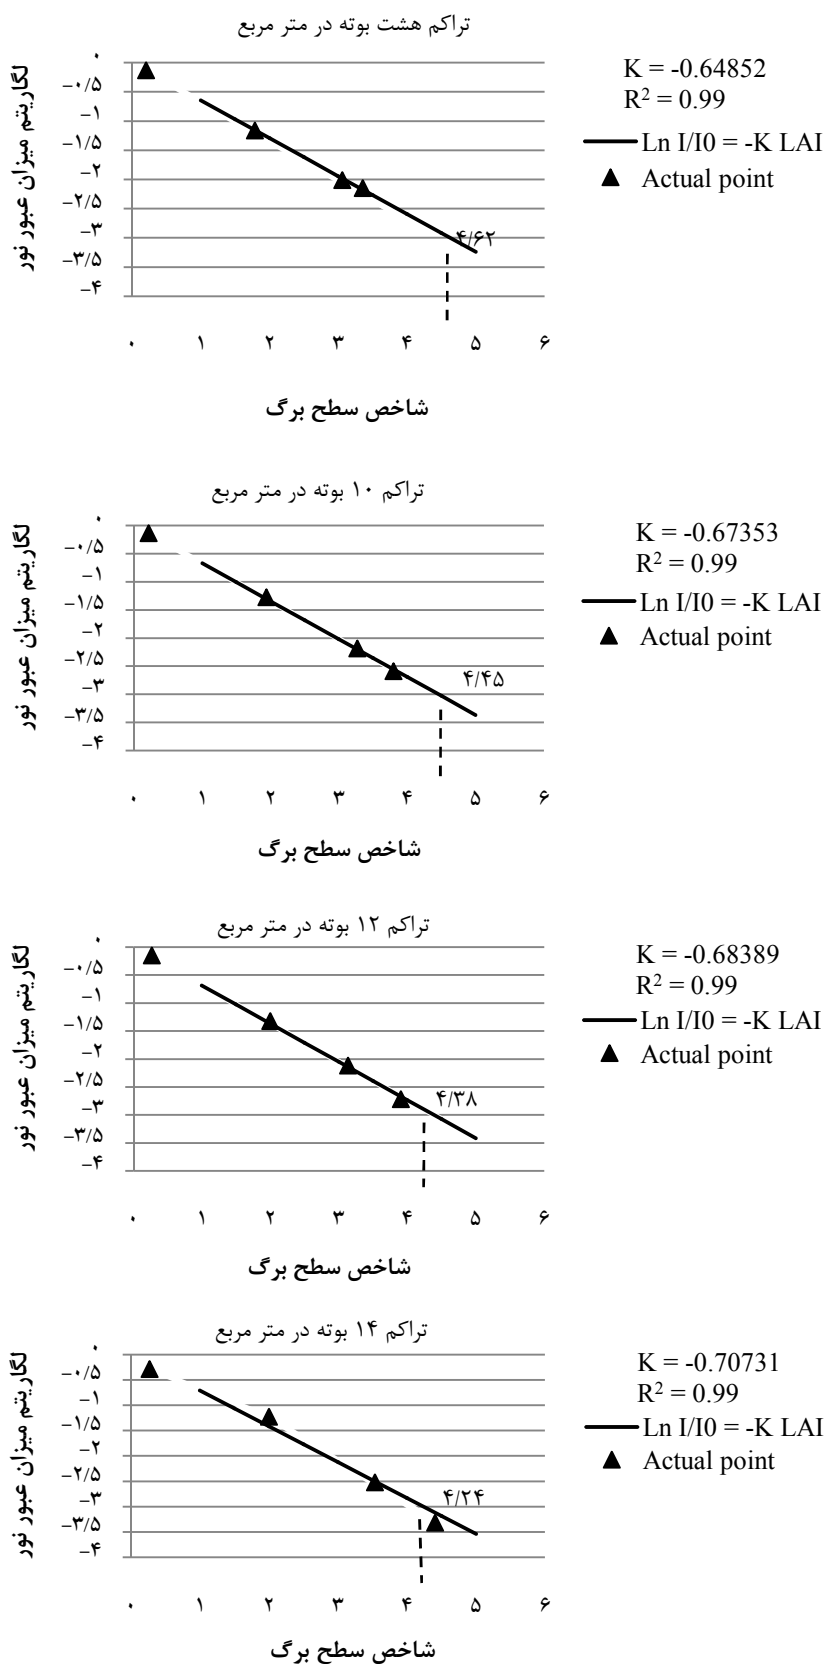 تراکم هشت بوته در متر مربع
K = -0.64852
R² = 0.99
Ln I/I0 = -K LAI
Actual point
لگاریتم میزان عبور نور
۰
-۰/۵
-۱
-۱/۵
-۲
-۲/۵
-۳
-۳/۵
-۴
۴/۶۲
۰ ۱ ۲ ۳ ۴ ۵ ۶
شاخص سطح برگ
تراکم ۱۰ بوته در متر مربع
K = -0.67353
R² = 0.99
Ln I/I0 = -K LAI
Actual point
لگاریتم میزان عبور نور
۰
-۰/۵
-۱
-۱/۵
-۲
-۲/۵
-۳
-۳/۵
-۴
۴/۴۵
۰ ۱ ۲ ۳ ۴ ۵ ۶
شاخص سطح برگ
تراکم ۱۲ بوته در متر مربع
K = -0.68389
R² = 0.99
Ln I/I0 = -K LAI
Actual point
لگاریتم میزان عبور نور
۰
-۰/۵
-۱
-۱/۵
-۲
-۲/۵
-۳
-۳/۵
-۴
۴/۳۸
۰ ۱ ۲ ۳ ۴ ۵ ۶
شاخص سطح برگ
تراکم ۱۴ بوته در متر مربع
K = -0.70731
R² = 0.99
Ln I/I0 = -K LAI
Actual point
لگاریتم میزان عبور نور
۰
-۰/۵
-۱
-۱/۵
-۲
-۲/۵
-۳
-۳/۵
-۴
۴/۲۴
۰ ۱ ۲ ۳ ۴ ۵ ۶
شاخص سطح برگ